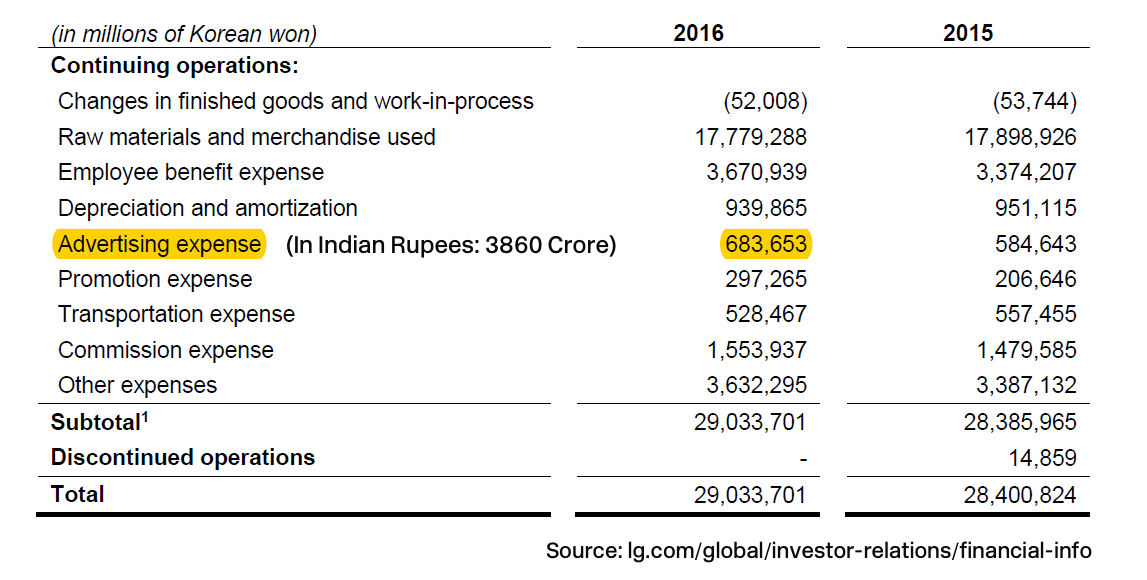 (in millions of Korean won) 2016 2015
Continuing operations:
Changes in finished goods and work-in-process (52,008) (53,744)
Raw materials and merchandise used 17,779,288 17,898,926
Employee benefit expense 3,670,939 3,374,207
Depreciation and amortization 939,865 951,115
Advertising expense (In Indian Rupees: 3860 Crore) 683,653 584,643
Promotion expense 297,265 206,646
Transportation expense 528,467 557,455
Commission expense 1,553,937 1,479,585
Other expenses 3,632,295 3,387,132
Subtotal¹ 29,033,701 28,385,965
Discontinued operations - 14,859
Total 29,033,701 28,400,824
Source: lg.com/global/investor-relations/financial-info